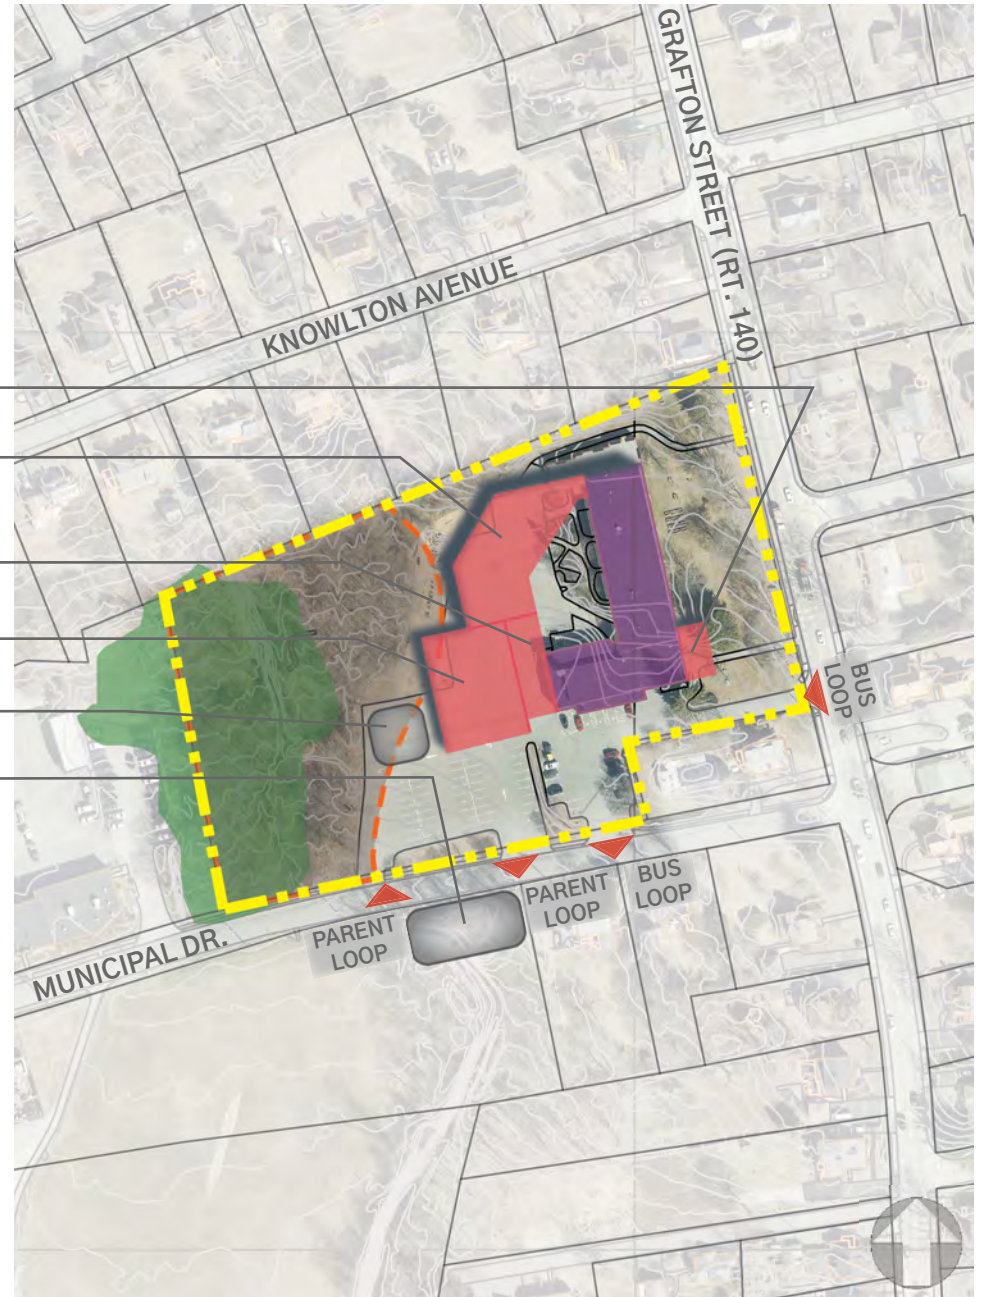 GRAFTON STREET (RT. 140)
KNOWLTON AVENUE
BUS
LOOP
BUS
LOOP
PARENT
LOOP
PARENT
LOOP
MUNICIPAL DR.